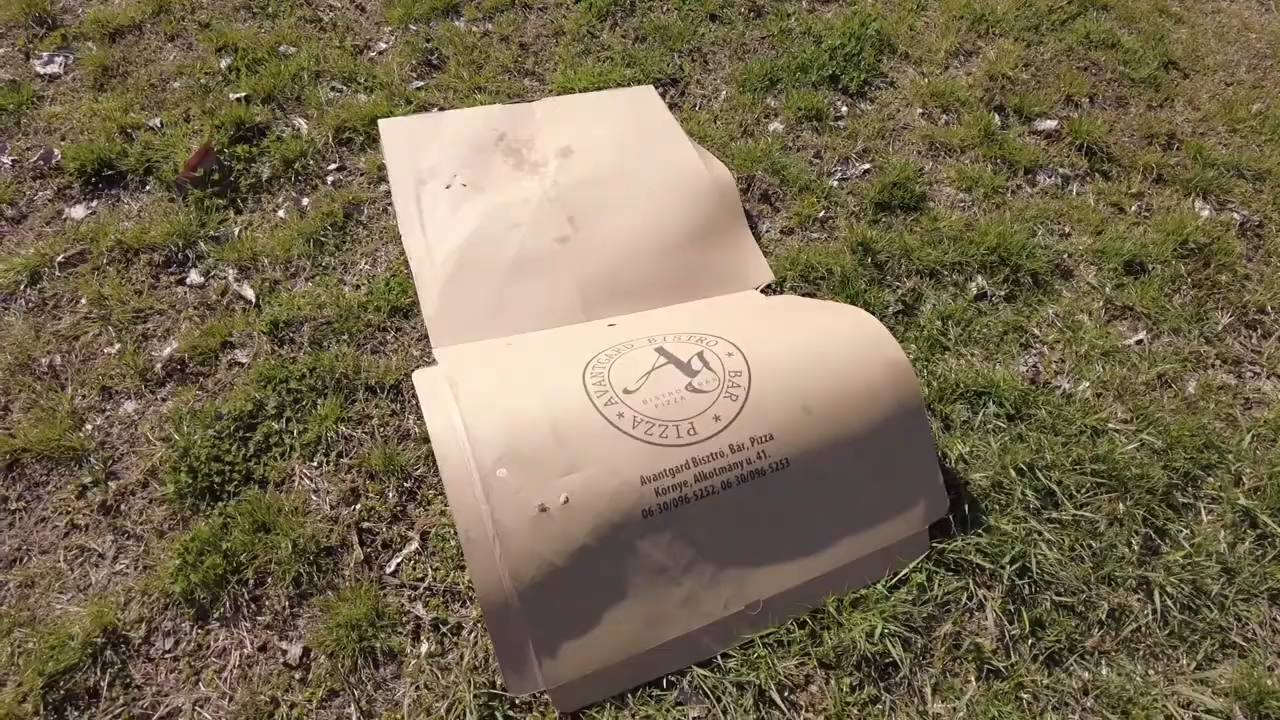 AVANTGARD BISTRO ★ BÁR ★ PIZZA ★
BISTRO BÁR
PIZZA
Avantgard Bisztró, Bár, Pizza
Környe, Alkotmány u. 41.
06-30/096-5252, 06-30/096-5253